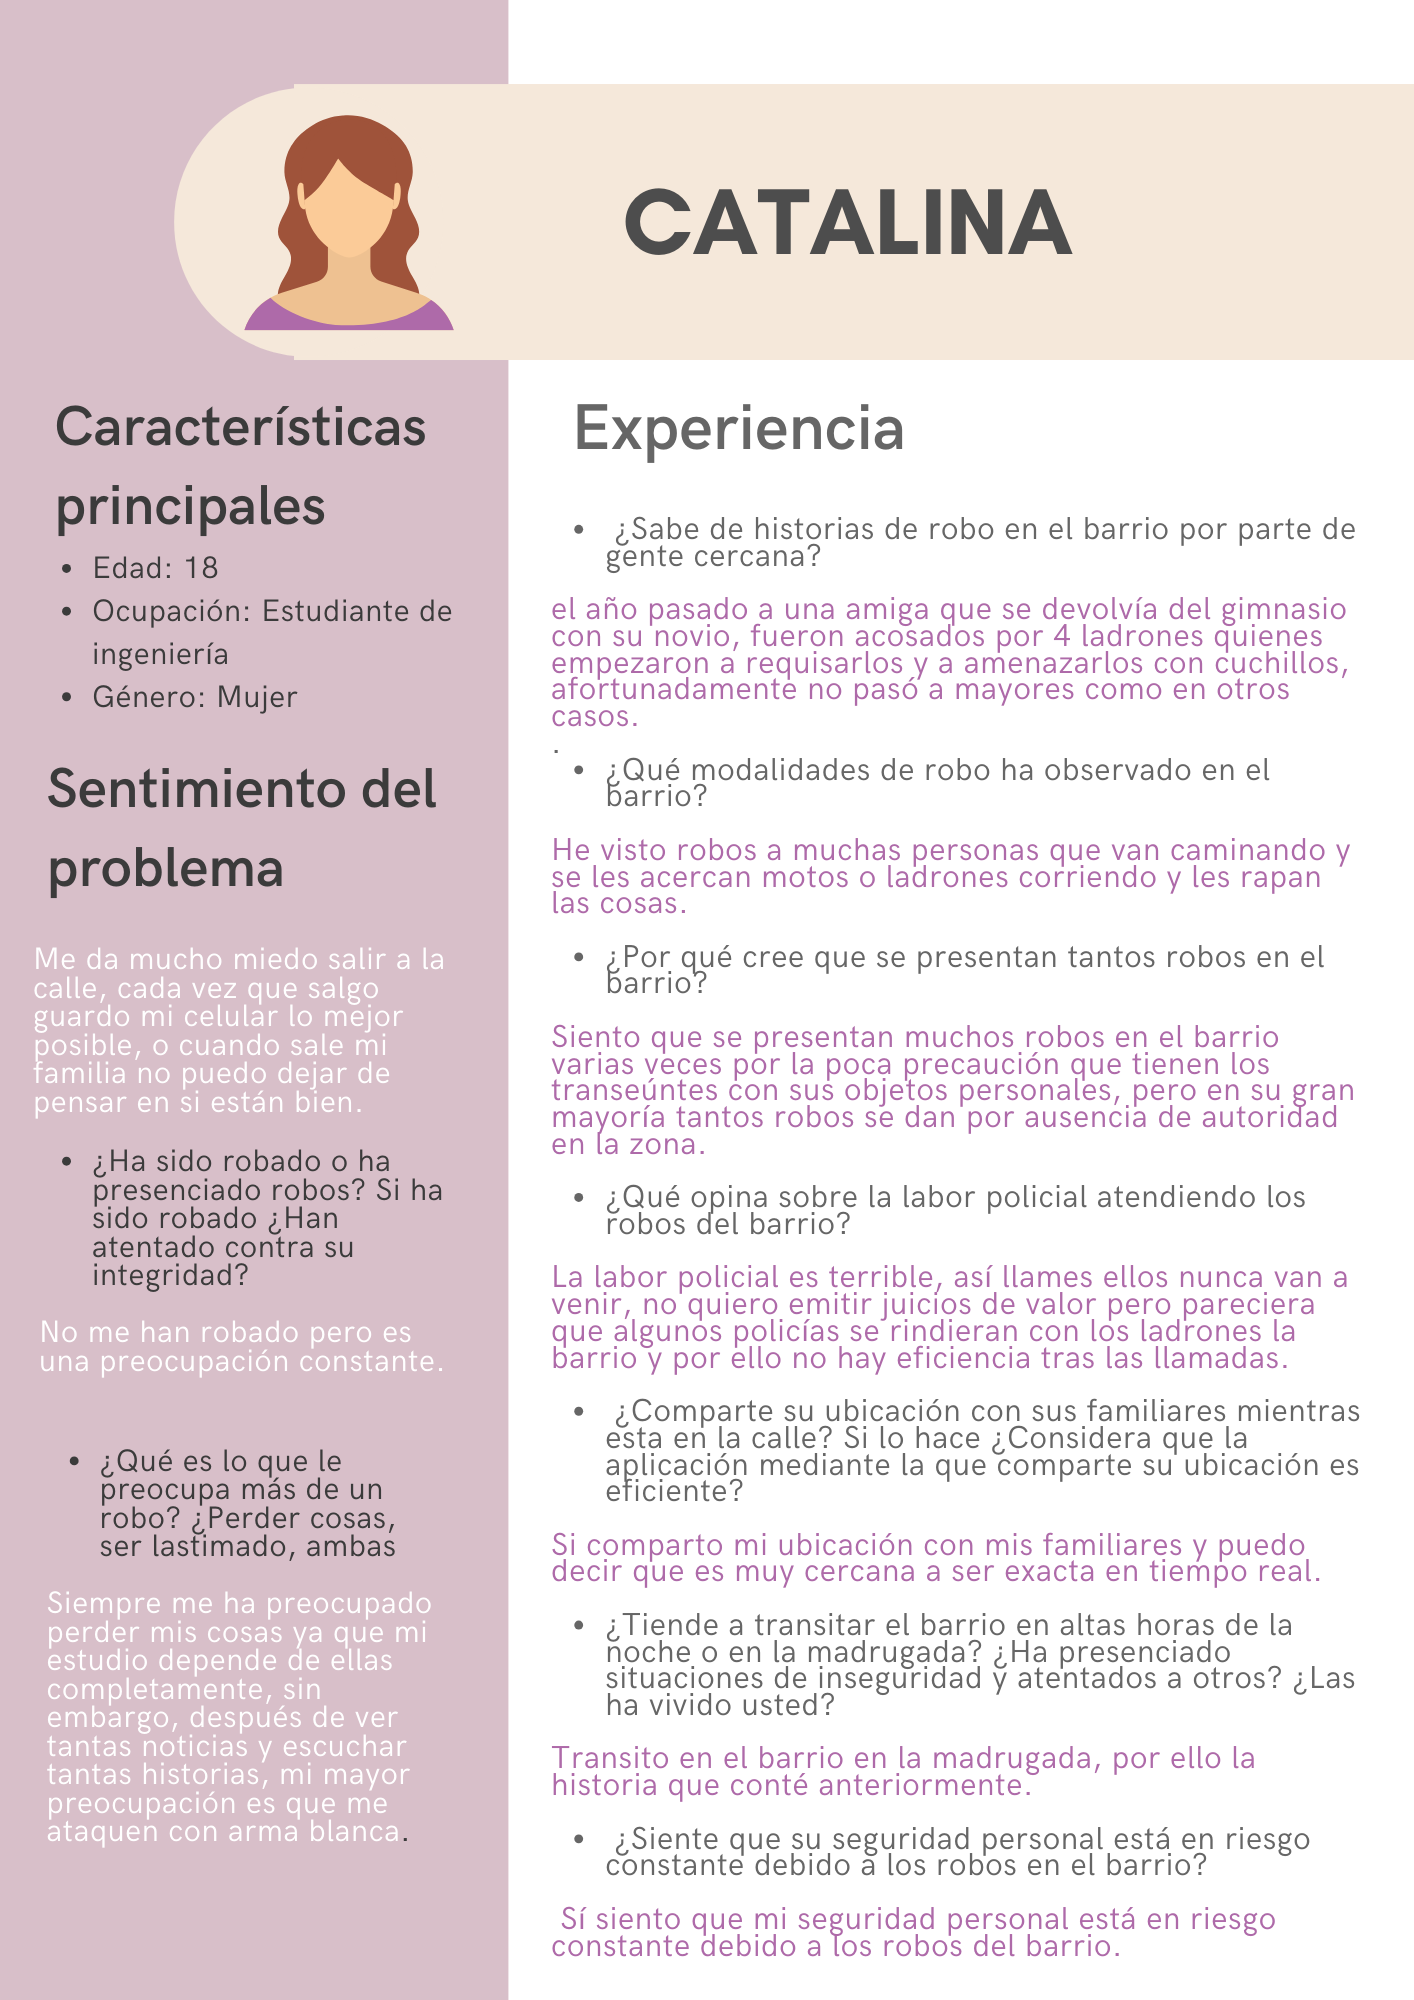 CATALINA
Características
principales
• Edad: 18
• Ocupación: Estudiante de
ingeniería
• Género: Mujer
Sentimiento del
problema
Me da mucho miedo salir a la
calle, cada vez que salgo
guardo mi celular lo mejor
posible, o cuando sale mi
familia no puedo dejar de
pensar en si están bien.
• ¿Ha sido robado o ha
presenciado robos? Si ha
sido robado ¿Han
atentado contra su
integridad?
No me han robado pero es
una preocupación constante.
• ¿Qué es lo que le
preocupa más de un
robo? ¿Perder cosas,
ser lastimado, ambas
Siempre me ha preocupado
perder mis cosas ya que mi
estudio depende de ellas
completamente, sin
embargo, después de ver
tantas noticias y escuchar
tantas historias, mi mayor
preocupación es que me
ataquen con arma blanca.
Experiencia
• ¿Sabe de historias de robo en el barrio por parte de
gente cercana?
el año pasado a una amiga que se devolvía del gimnasio
con su novio, fueron acosados por 4 ladrones quienes
empezaron a requisarlos y a amenazarlos con cuchillos,
afortunadamente no pasó a mayores como en otros
casos.
.
• ¿Qué modalidades de robo ha observado en el
barrio?
He visto robos a muchas personas que van caminando y
se les acercan motos o ladrones corriendo y les rapan
las cosas.
• ¿Por qué cree que se presentan tantos robos en el
barrio?
Siento que se presentan muchos robos en el barrio
varias veces por la poca precaución que tienen los
transeúntes con sus objetos personales, pero en su gran
mayoría tantos robos se dan por ausencia de autoridad
en la zona.
• ¿Qué opina sobre la labor policial atendiendo los
robos del barrio?
La labor policial es terrible, así llames ellos nunca van a
venir, no quiero emitir juicios de valor pero pareciera
que algunos policías se rindieran con los ladrones la
barrio y por ello no hay eficiencia tras las llamadas.
• ¿Comparte su ubicación con sus familiares mientras
esta en la calle? Si lo hace ¿Considera que la
aplicación mediante la que comparte su ubicación es
eficiente?
Si comparto mi ubicación con mis familiares y puedo
decir que es muy cercana a ser exacta en tiempo real.
• ¿Tiende a transitar el barrio en altas horas de la
noche o en la madrugada? ¿Ha presenciado
situaciones de inseguridad y atentados a otros? ¿Las
ha vivido usted?
Transito en el barrio en la madrugada, por ello la
historia que conté anteriormente.
• ¿Siente que su seguridad personal está en riesgo
constante debido a los robos en el barrio?
Sí siento que mi seguridad personal está en riesgo
constante debido a los robos del barrio.